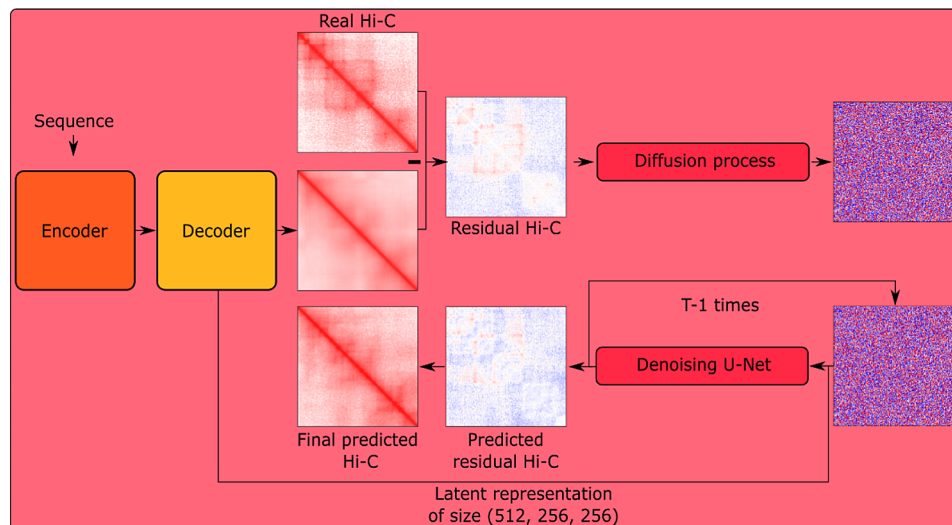 Real Hi-C
Sequence
Encoder
Decoder
Residual Hi-C
Diffusion process
T-1 times
Denoising U-Net
Final predicted
Hi-C
Predicted
residual Hi-C
Latent representation
of size (512, 256, 256)